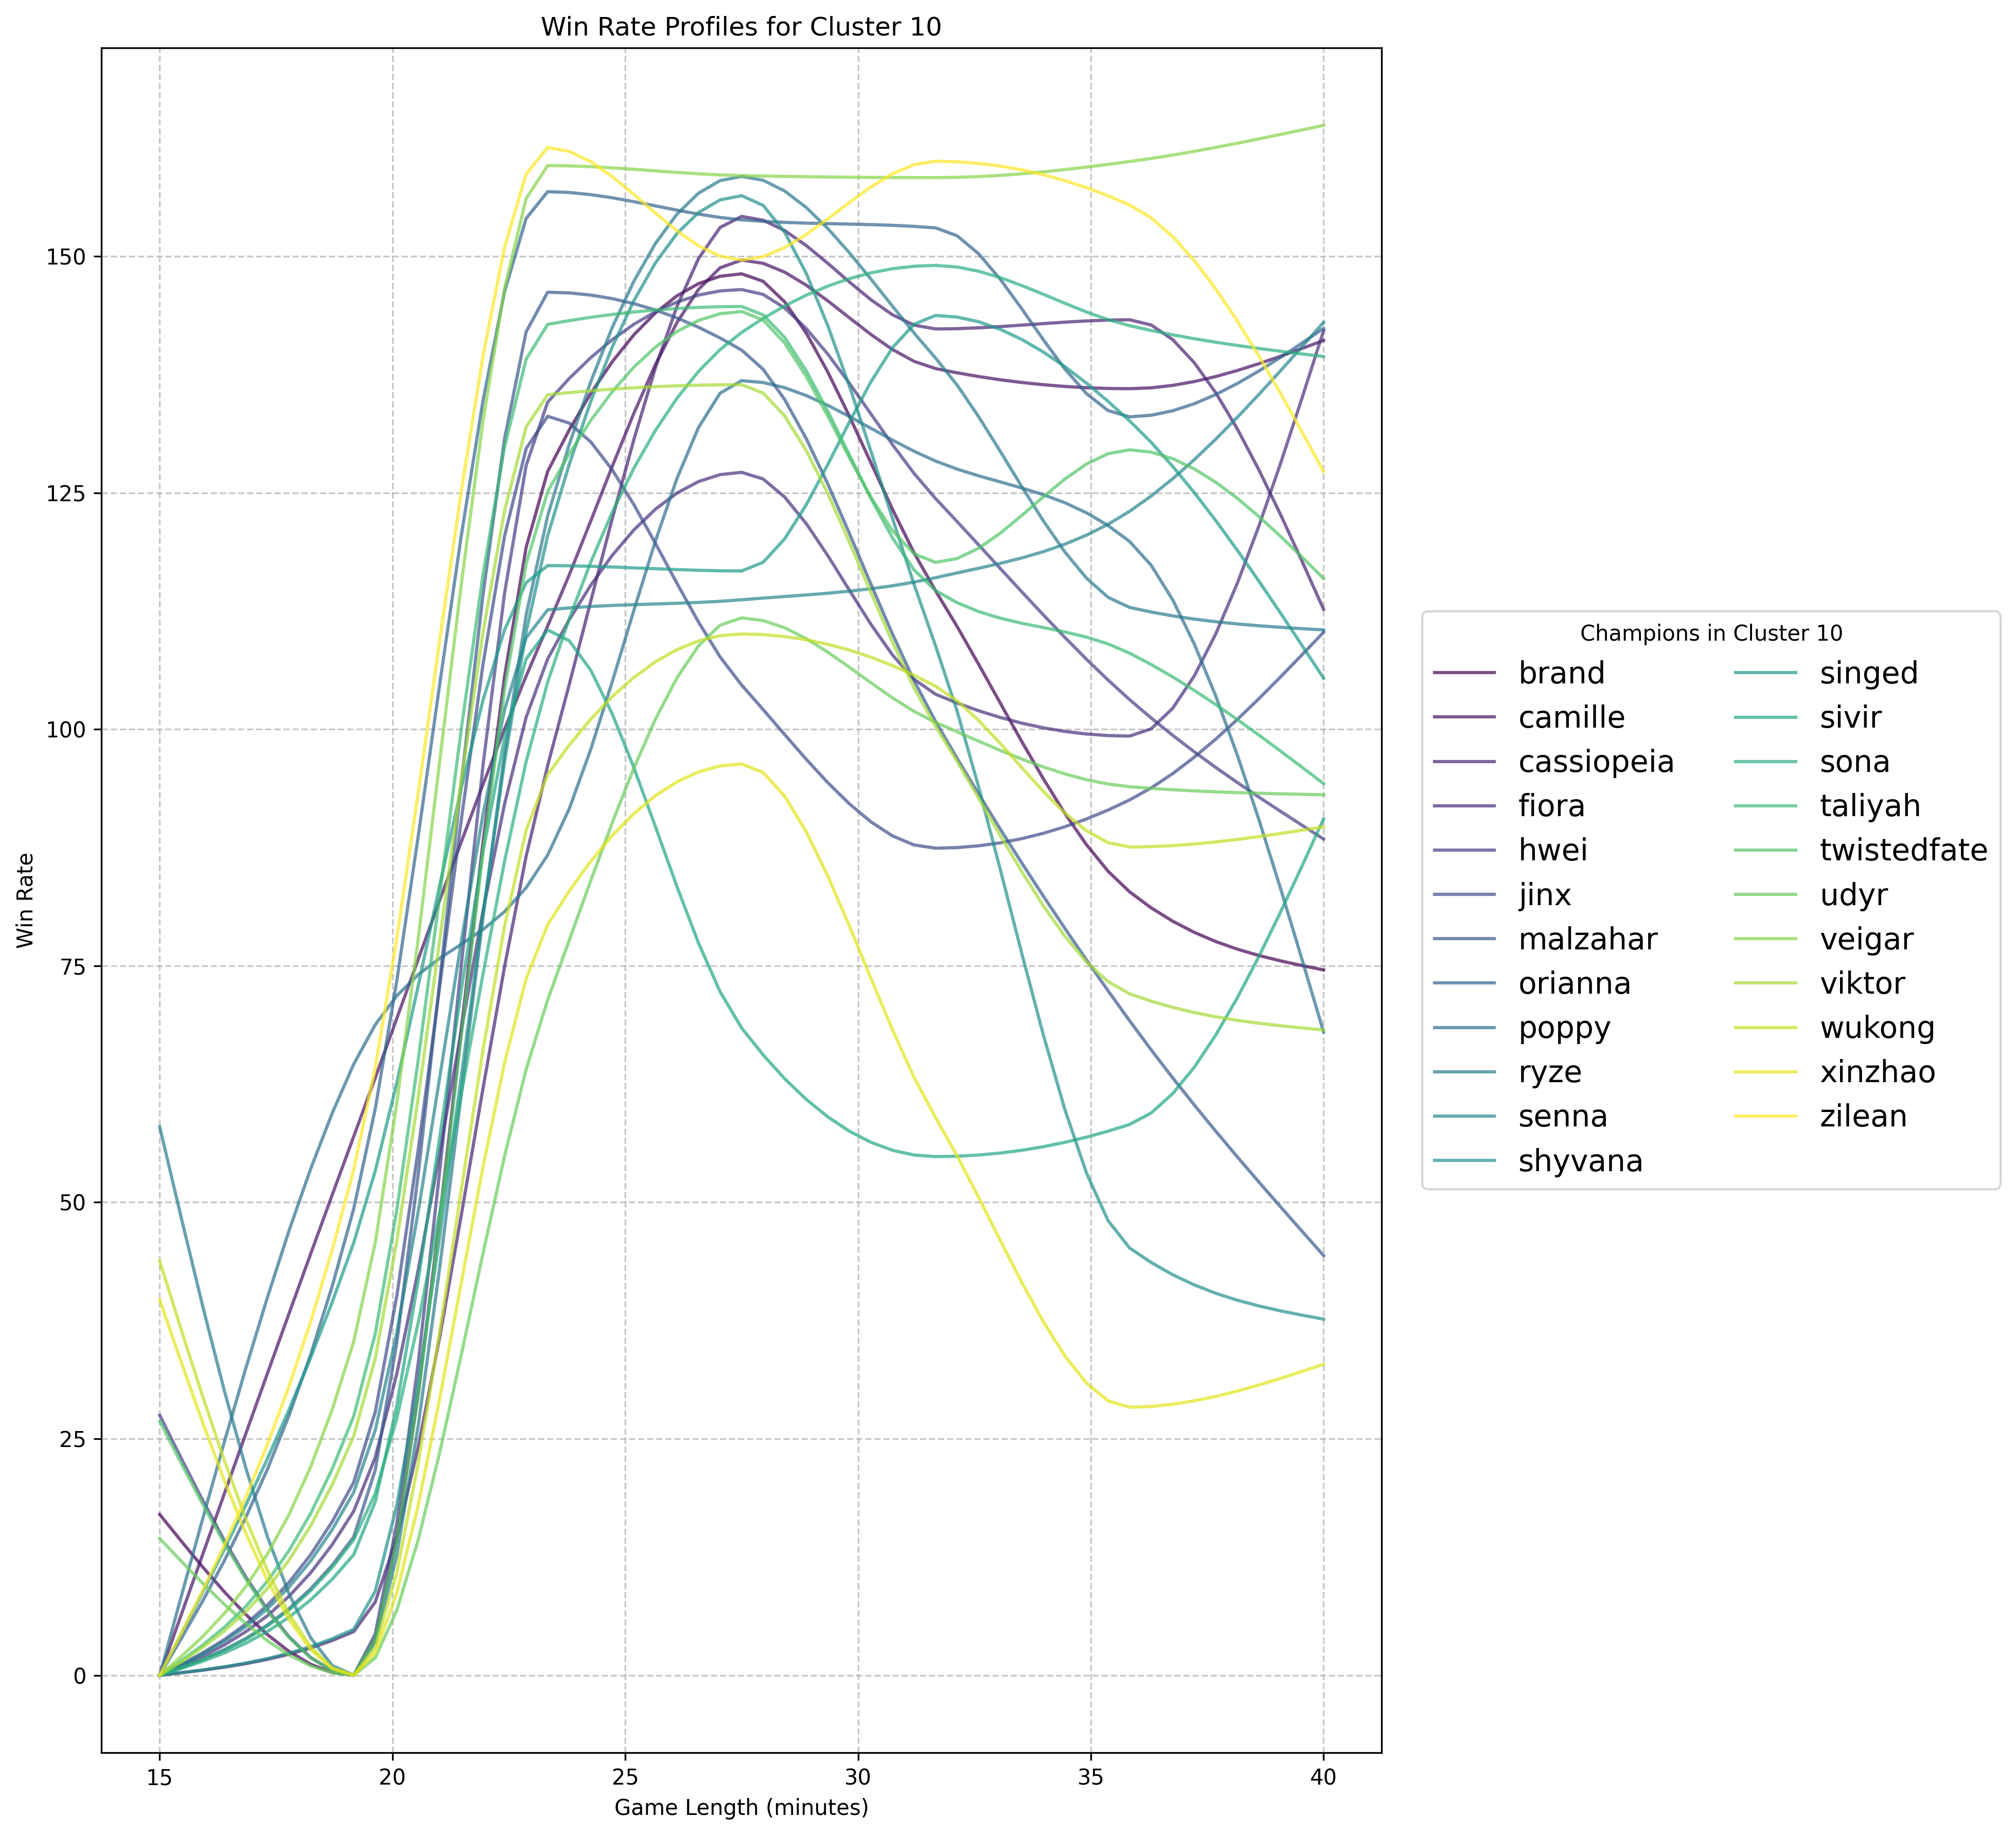 Win Rate Profiles for Cluster 10
150
125
100
75
50
25
0
Win Rate
15 20 25 30 35 40
Game Length (minutes)
Champions in Cluster 10
brand
camille
cassiopeia
fiora
hwei
jinx
malzahar
orianna
poppy
ryze
senna
shyvana
singed
sivir
sona
taliyah
twistedfate
udyr
veigar
viktor
wukong
xinzhao
zilean